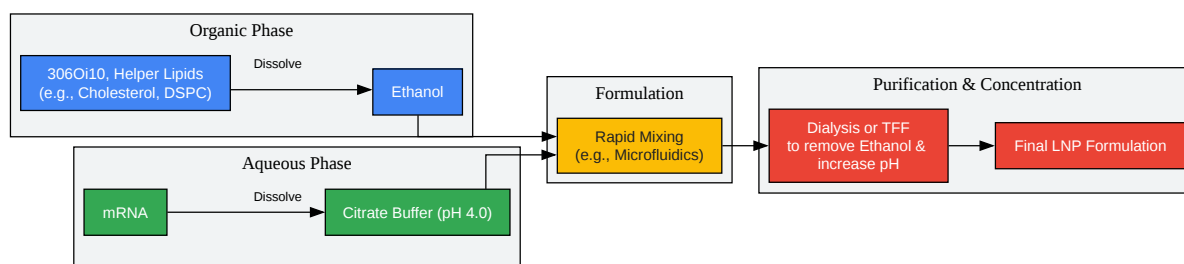 Organic Phase
306Oi10, Helper Lipids
(e.g., Cholesterol, DSPC)
Dissolve
Ethanol
Aqueous Phase
mRNA
Dissolve
Citrate Buffer (pH 4.0)
Formulation
Rapid Mixing
(e.g., Microfluidics)
Purification & Concentration
Dialysis or TFF
to remove Ethanol &
increase pH
Final LNP Formulation